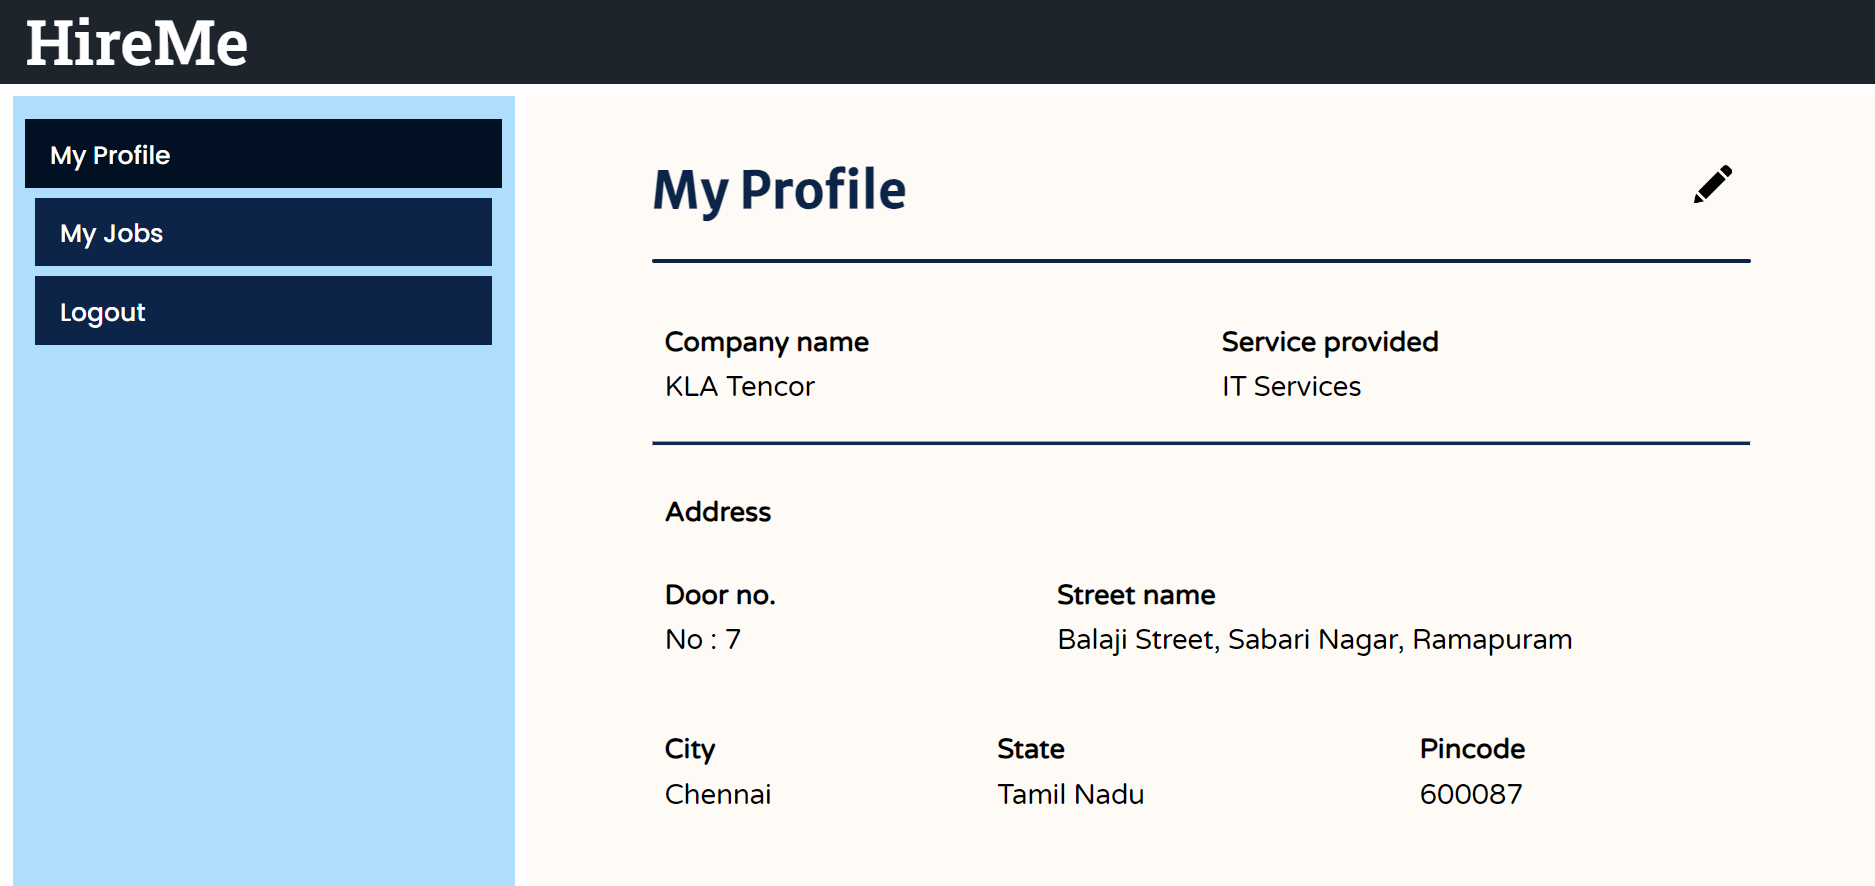 HireMe
My Profile
My Jobs
Logout
My Profile
Company name
Service provided
KLA Tencor
IT Services
Address
Door no.
Street name
No : 7
Balaji Street, Sabari Nagar, Ramapuram
City
State
Pincode
Chennai
Tamil Nadu
600087